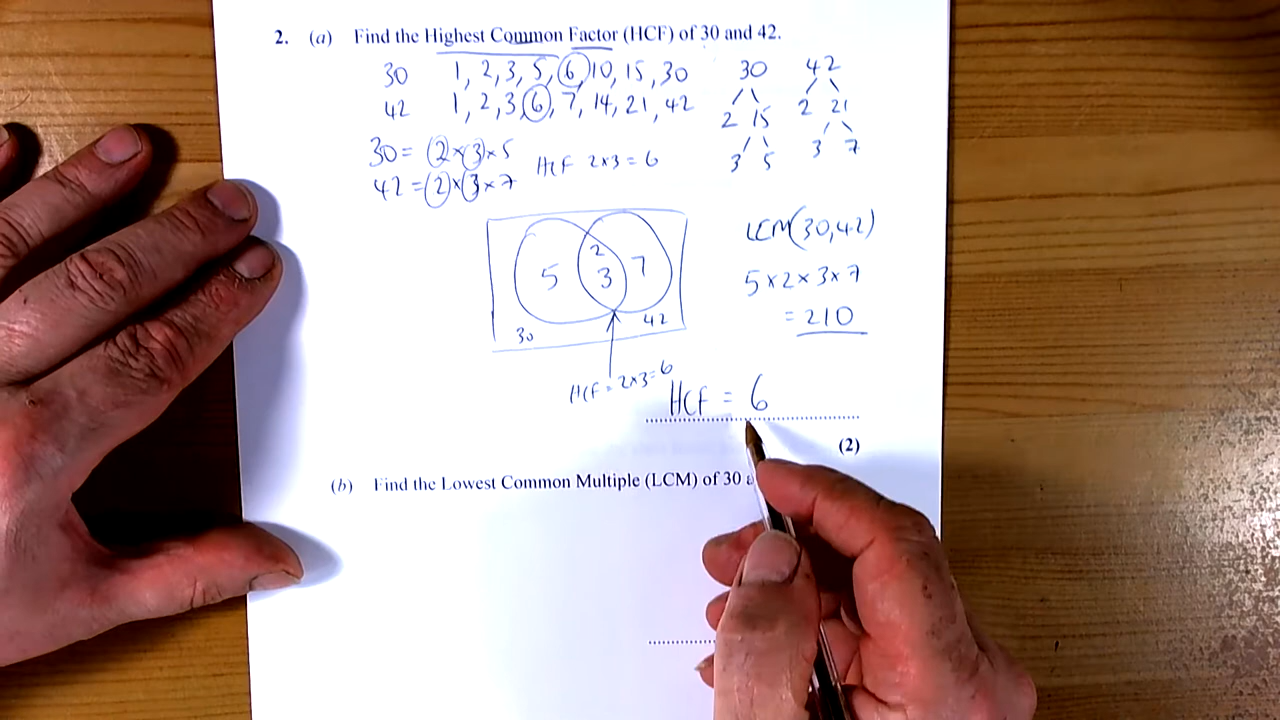 2. (a) Find the Highest Common Factor (HCF) of 30 and 42.
30 1, 2, 3, 5, 6, 10, 15, 30
42 1, 2, 3, 6, 7, 14, 21, 42
30 = 2 × 3 × 5
42 = 2 × 3 × 7
HCF 2×3 = 6
30
2 15
3 5
42
2 21
3 7
5 2 3 7
30 42
HCF = 2×3=6
LCM(30,42)
5 × 2 × 3 × 7
= 210
HCF = 6
(2)
(b) Find the Lowest Common Multiple (LCM) of 30